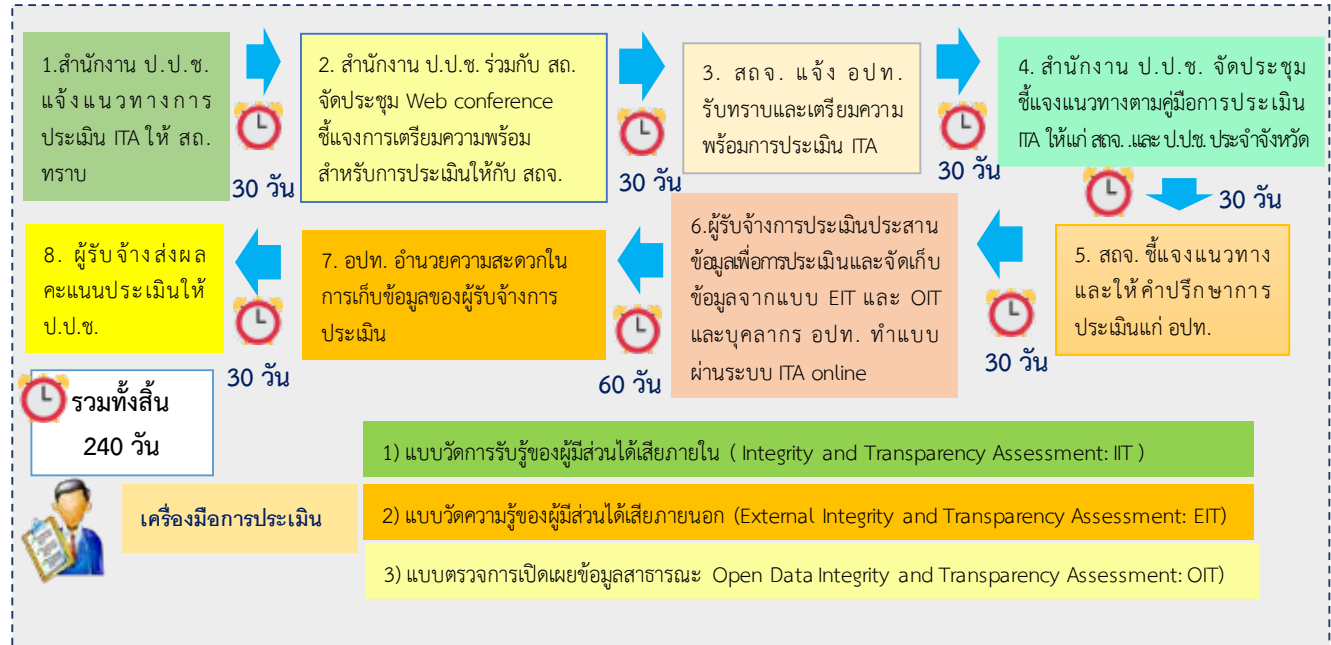 1.สำนักงาน ป.ป.ช.
แจ้งแนวทางการ
ประเมิน ITA ให้ สถ.
ทราบ
30 วัน
2. สำนักงาน ป.ป.ช. ร่วมกับ สถ.
จัดประชุม Web conference
ชี้แจงการเตรียมความพร้อม
สำหรับการประเมินให้กับ สถจ.
30 วัน
3. สถจ. แจ้ง อปท.
รับทราบและเตรียมความ
พร้อมการประเมิน ITA
30 วัน
4. สำนักงาน ป.ป.ช. จัดประชุม
ชี้แจงแนวทางตามคู่มือการประเมิน
ITA ให้แก่ สถจ. .และ ป.ป.ช. ประจำจังหวัด
30 วัน
5. สถจ. ชี้แจงแนวทาง
และให้คำปรึกษาการ
ประเมินแก่ อปท.
30 วัน
6.ผู้รับจ้างการประเมินประสาน
ข้อมูลเพื่อการประเมินและจัดเก็บ
ข้อมูลจากแบบ EIT และ OIT
และบุคลากร อปท. ทำแบบ
ผ่านระบบ ITA online
60 วัน
7. อปท. อำนวยความสะดวกใน
การเก็บข้อมูลของผู้รับจ้างการ
ประเมิน
30 วัน
8. ผู้รับจ้างส่งผล
คะแนนประเมินให้
ป.ป.ช.
รวมทั้งสิ้น
240 วัน
เครื่องมือการประเมิน
1) แบบวัดการรับรู้ของผู้มีส่วนได้เสียภายใน ( Integrity and Transparency Assessment: IIT )
2) แบบวัดความรู้ของผู้มีส่วนได้เสียภายนอก (External Integrity and Transparency Assessment: EIT)
3) แบบตรวจการเปิดเผยข้อมูลสาธารณะ Open Data Integrity and Transparency Assessment: OIT)